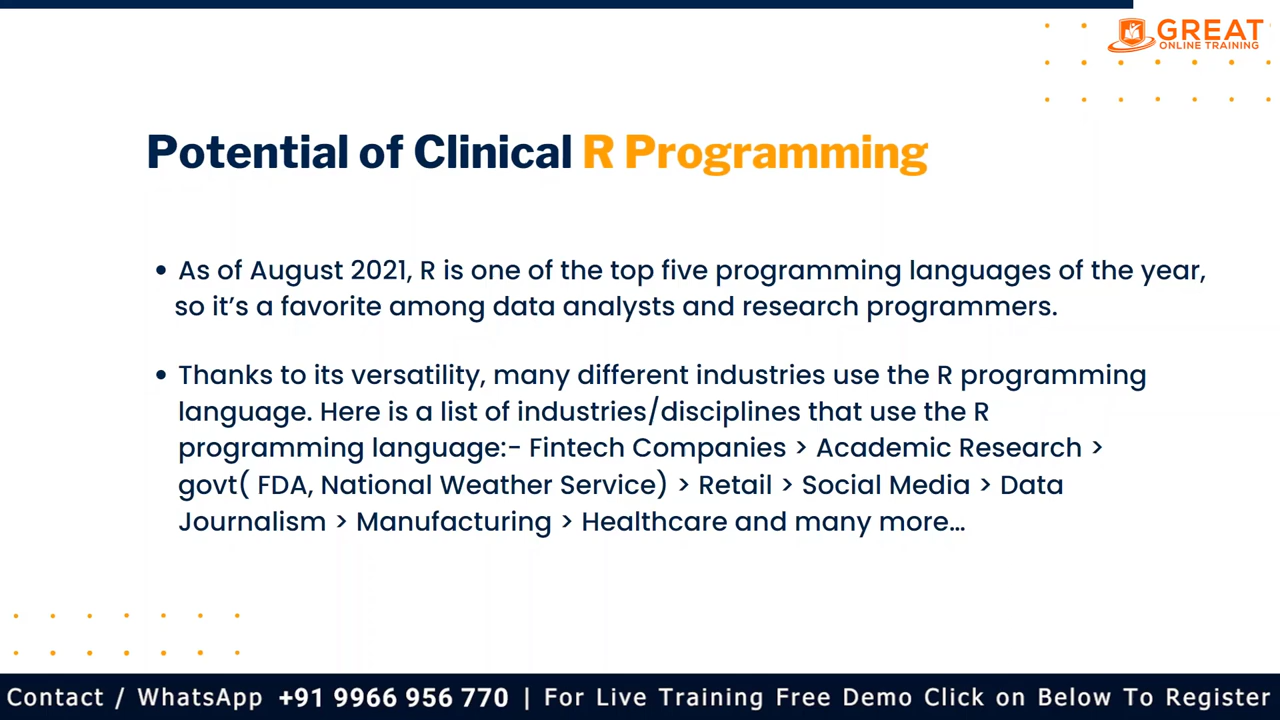 GREAT
ONLINE TRAINING
Potential of Clinical R Programming
• As of August 2021, R is one of the top five programming languages of the year,
so it’s a favorite among data analysts and research programmers.
• Thanks to its versatility, many different industries use the R programming
language. Here is a list of industries/disciplines that use the R
programming language:- Fintech Companies > Academic Research >
govt( FDA, National Weather Service) > Retail > Social Media > Data
Journalism > Manufacturing > Healthcare and many more…
Contact / WhatsApp +91 9966 956 770 | For Live Training Free Demo Click on Below To Register